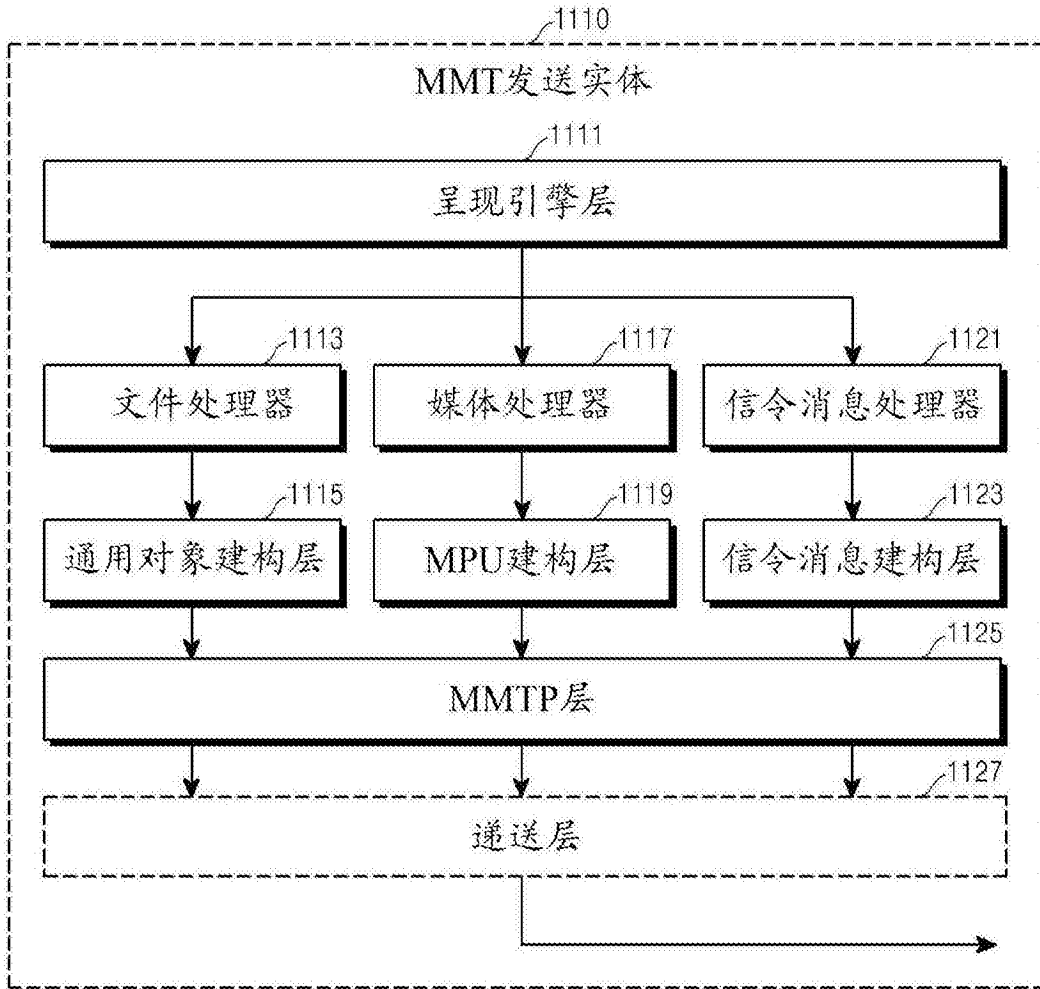 1110
MMT发送实体
1111
呈现引擎层
1113
1117
1121
文件处理器
媒体处理器
信令消息处理器
1115
1119
1123
通用对象建构层
MPU建构层
信令消息建构层
1125
MMTP层
1127
递送层